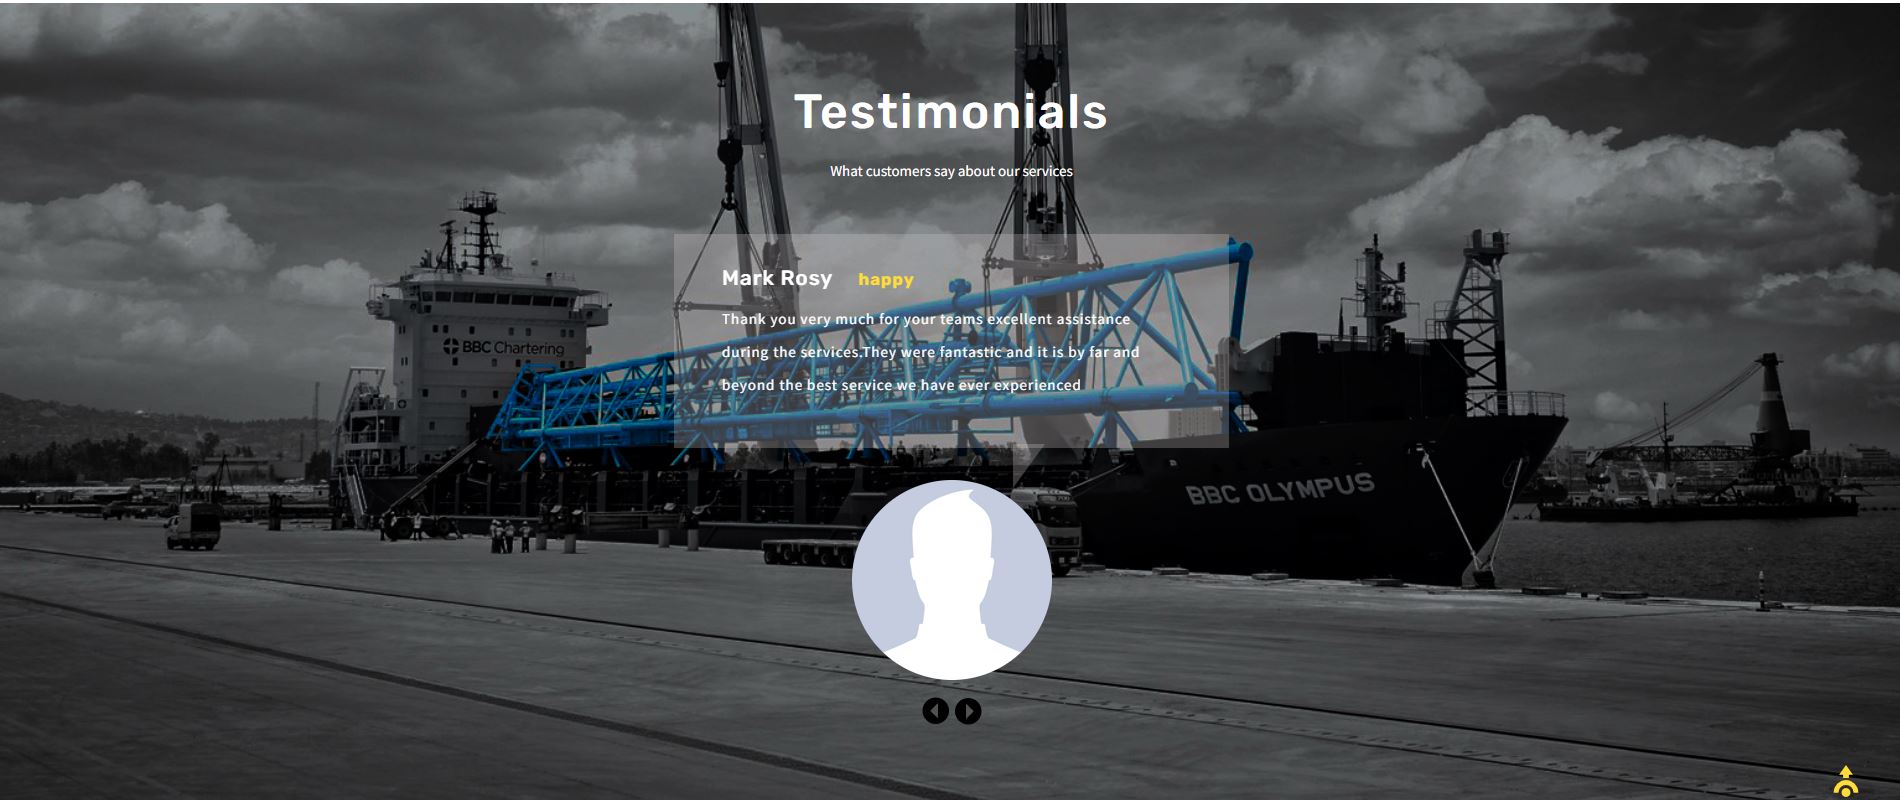 Testimonials
What customers say about our services
Mark Rosy happy
Thank you very much for your teams excellent assistance
during the services.They were fantastic and it is by far and
beyond the best service we have ever experienced
BBC Chartering
BBC OLYMPUS